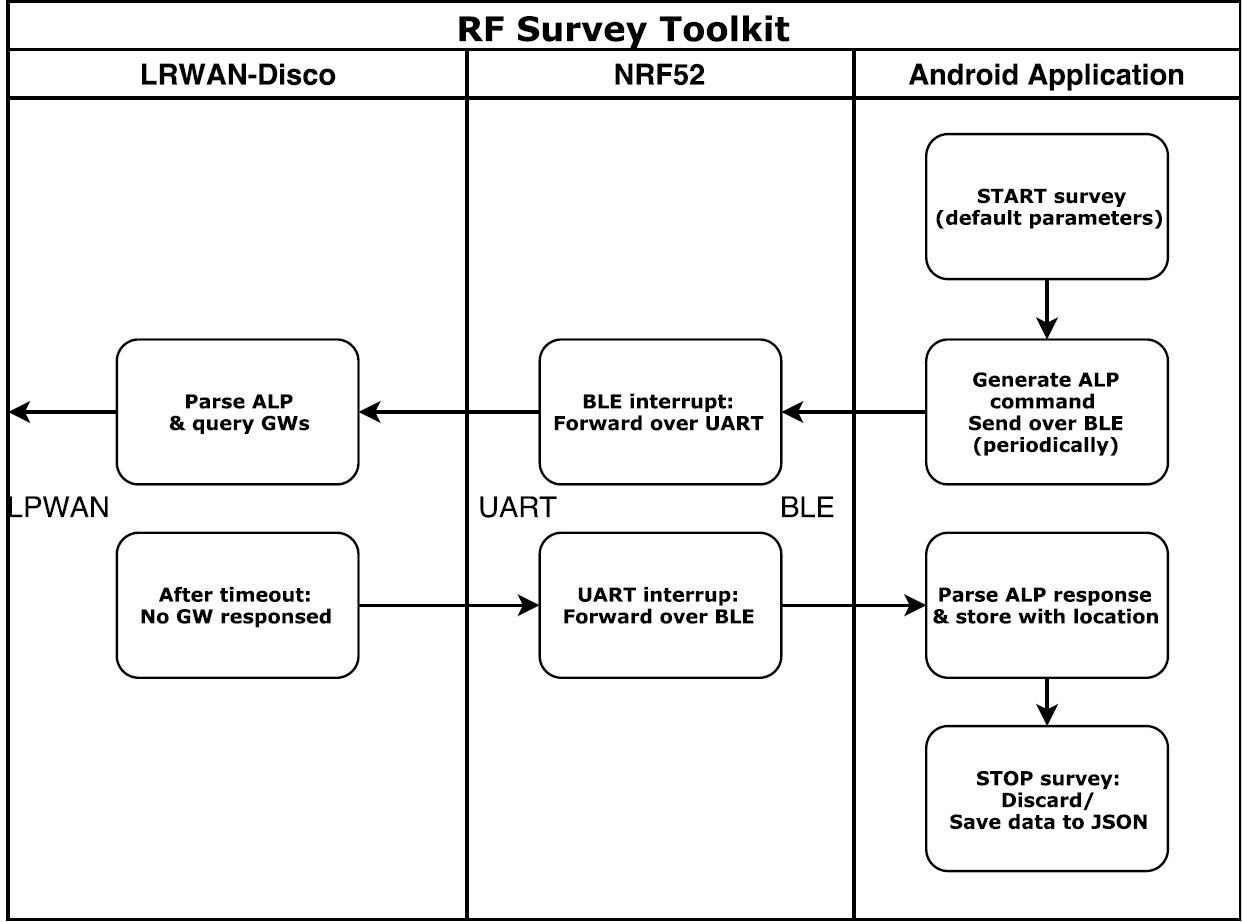 RF Survey Toolkit
LRWAN-Disco
NRF52
Android Application
START survey
(default parameters)
Parse ALP
& query GWs
BLE interrupt:
Forward over UART
Generate ALP
command
Send over BLE
(periodically)
LPWAN
UART
BLE
After timeout:
No GW responsed
UART interrup:
Forward over BLE
Parse ALP response
& store with location
STOP survey:
Discard/
Save data to JSON